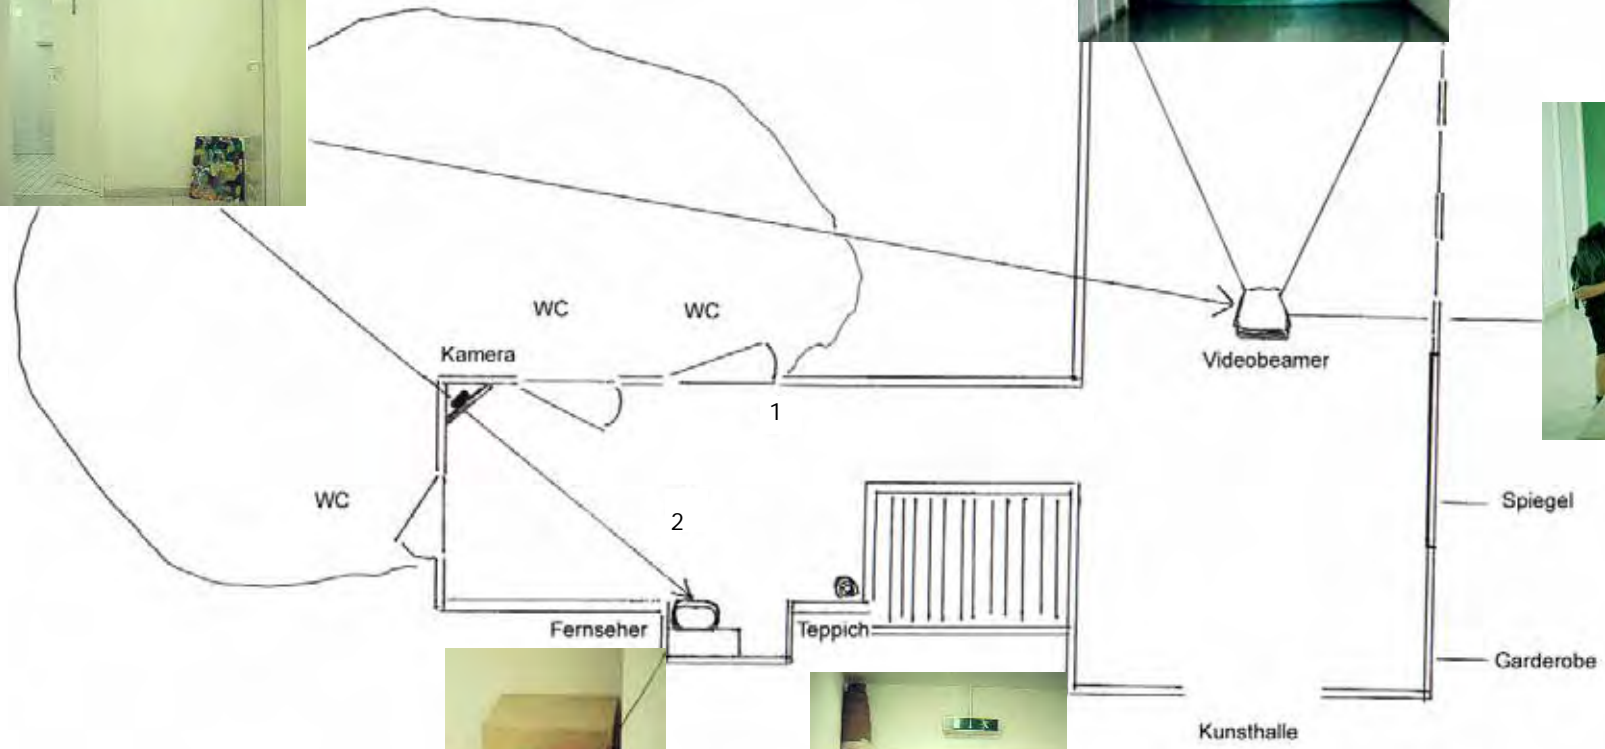 WC
WC
Kamera
Videobeamer
1
WC
Spiegel
2
Fernseher
Teppich
Garderobe
Kunsthalle